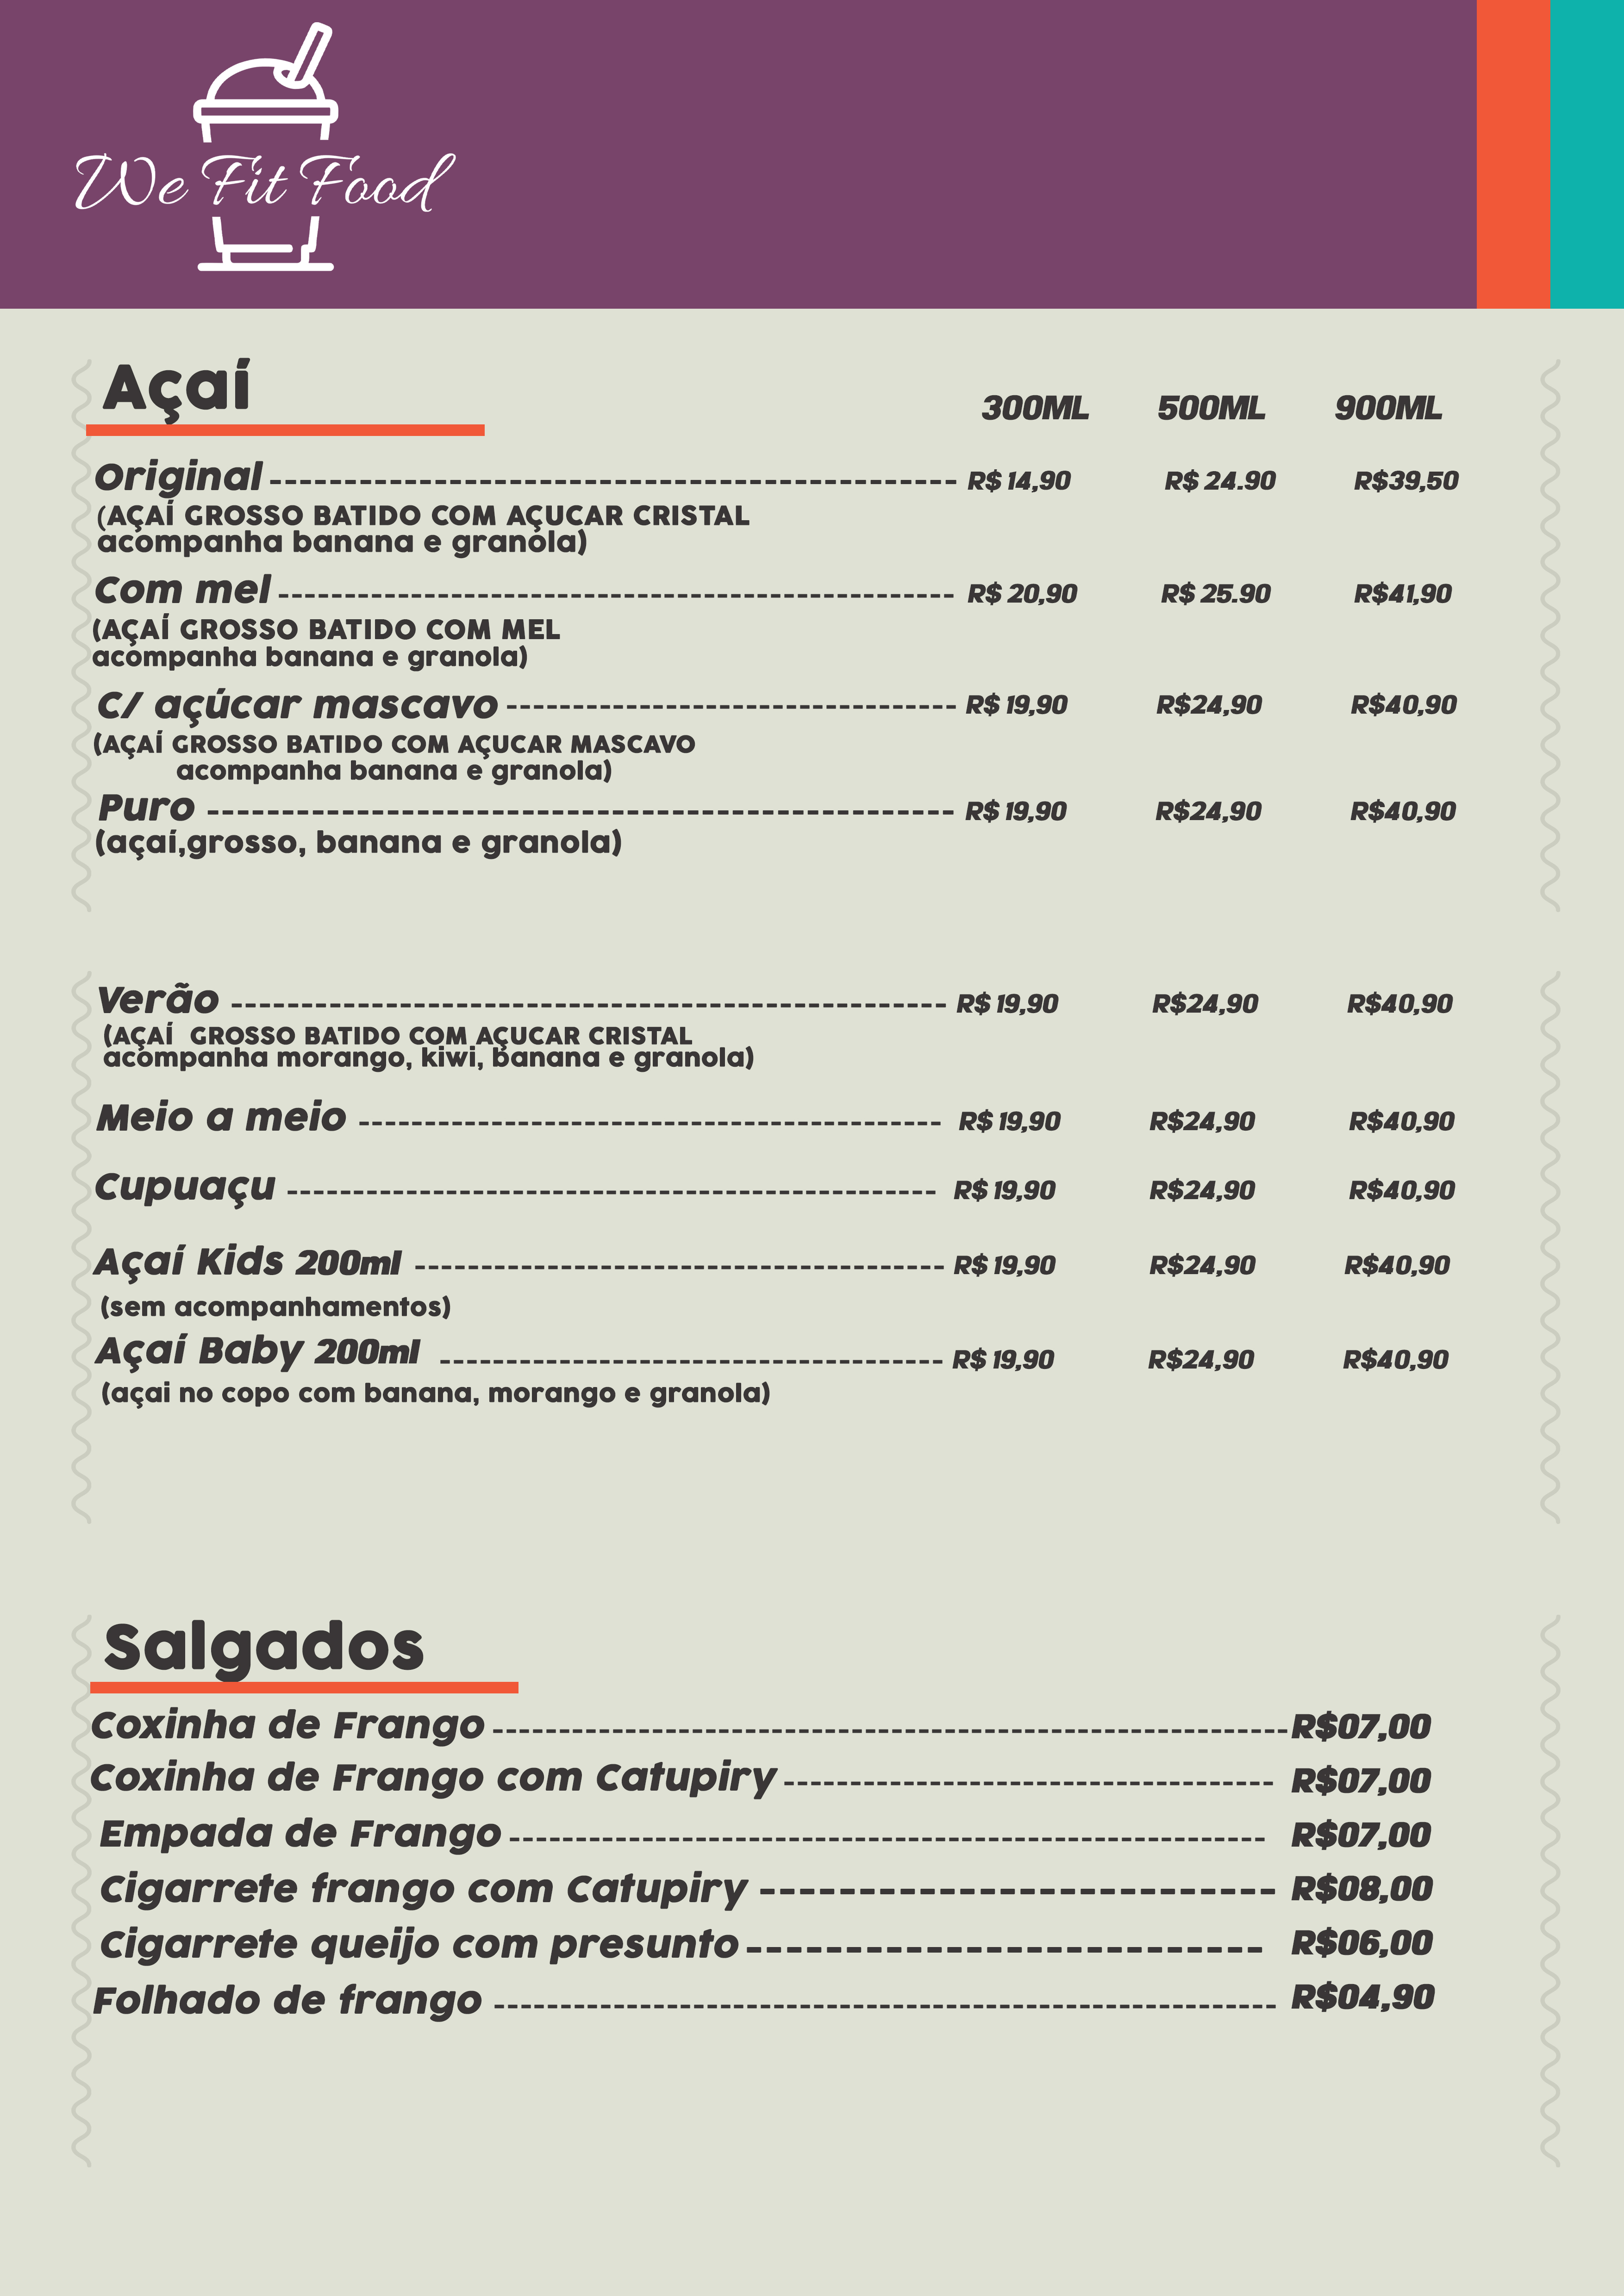 We Fit Food
Açaí
300ML 500ML 900ML
Original ---------------------------------------------- R$ 14,90 R$ 24.90 R$39,50
(AÇAÍ GROSSO BATIDO COM AÇUCAR CRISTAL
acompanha banana e granola)
Com mel --------------------------------------------------- R$ 20,90 R$ 25.90 R$41,90
(AÇAÍ GROSSO BATIDO COM MEL
acompanha banana e granola)
C/ açúcar mascavo ---------------------------------- R$ 19,90 R$24,90 R$40,90
(AÇAÍ GROSSO BATIDO COM AÇUCAR MASCAVO
acompanha banana e granola)
Puro -------------------------------------------------- R$ 19,90 R$24,90 R$40,90
(açaí,grosso, banana e granola)
Verão --------------------------------------------------- R$ 19,90 R$24,90 R$40,90
(AÇAÍ GROSSO BATIDO COM AÇUCAR CRISTAL
acompanha morango, kiwi, banana e granola)
Meio a meio -------------------------------------------- R$ 19,90 R$24,90 R$40,90
Cupuaçu ------------------------------------------------- R$ 19,90 R$24,90 R$40,90
Açaí Kids 200ml ---------------------------------------- R$ 19,90 R$24,90 R$40,90
(sem acompanhamentos)
Açaí Baby 200ml -------------------------------------- R$ 19,90 R$24,90 R$40,90
(açai no copo com banana, morango e granola)
Salgados
Coxinha de Frango ------------------------------------------------------------ R$07,00
Coxinha de Frango com Catupiry ------------------------------------- R$07,00
Empada de Frango --------------------------------------------------------- R$07,00
Cigarrete frango com Catupiry -------------------------- R$08,00
Cigarrete queijo com presunto -------------------------- R$06,00
Folhado de frango ----------------------------------------------------------- R$04,90